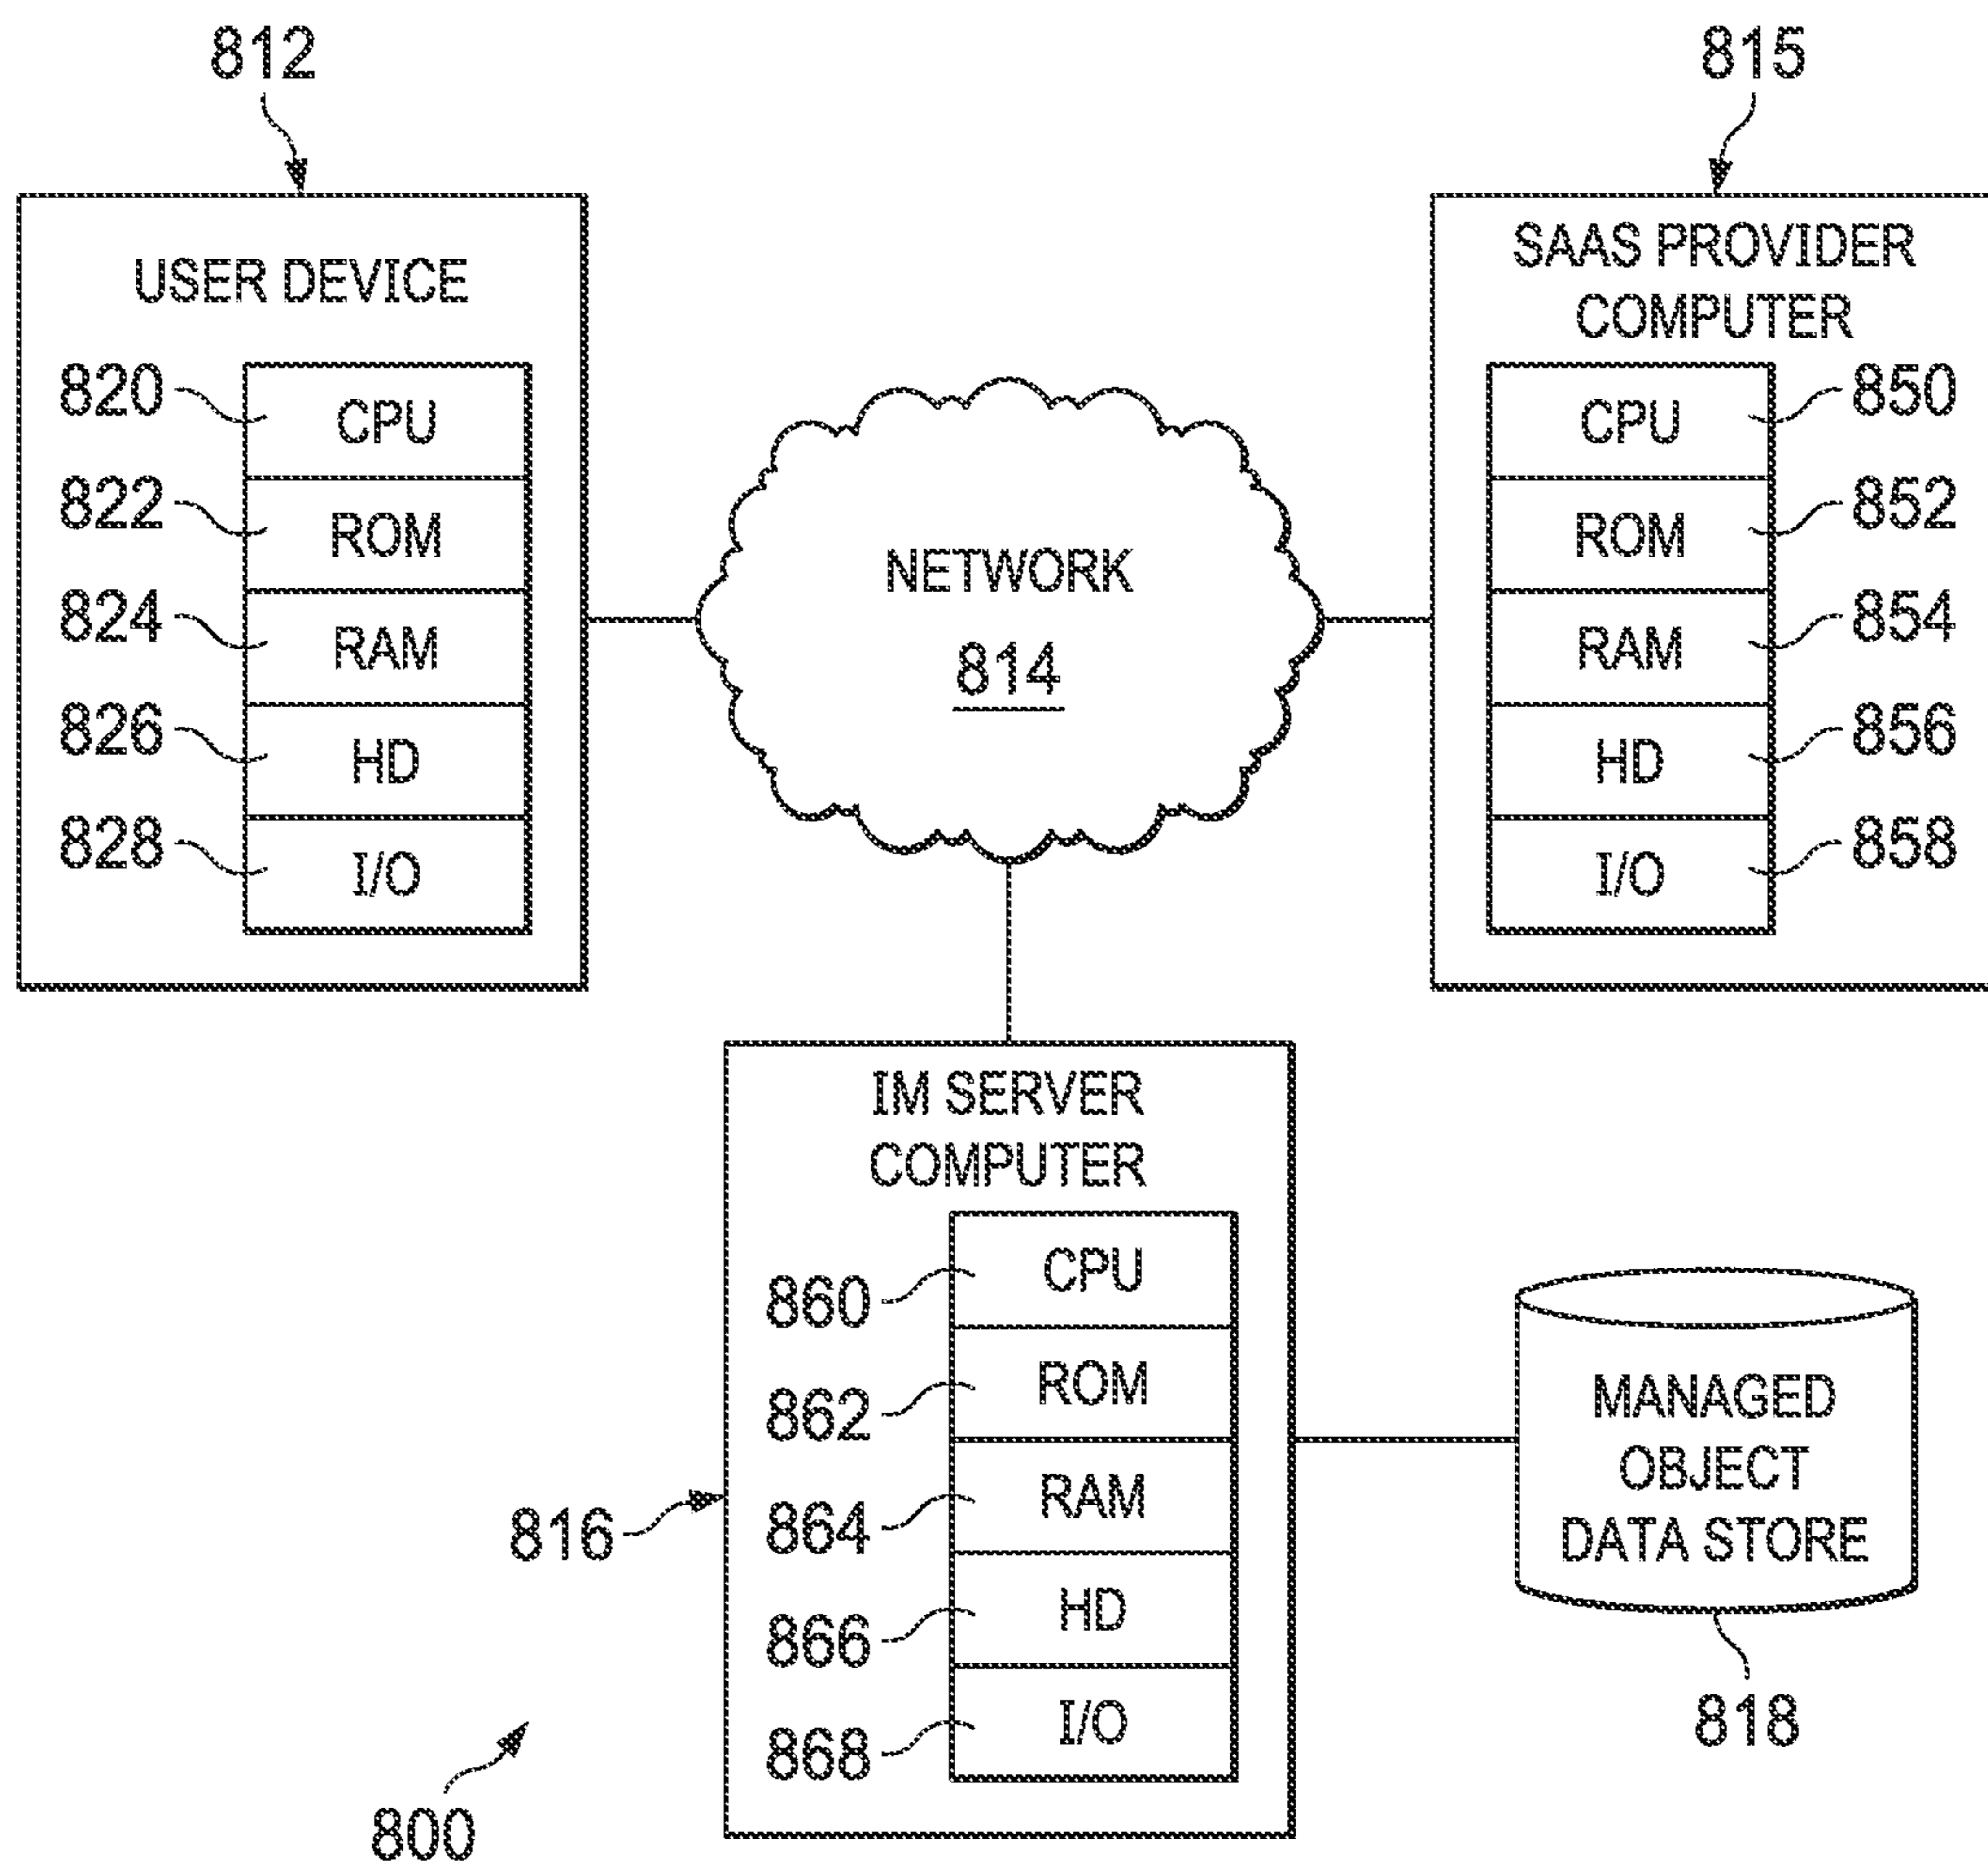 812
815
USER DEVICE
820
CPU
822
ROM
824
RAM
826
HD
828
I/O
NETWORK
814
SAAS PROVIDER
COMPUTER
CPU
850
ROM
852
RAM
854
HD
856
I/O
858
IM SERVER
COMPUTER
860
CPU
862
ROM
864
RAM
866
HD
868
I/O
816
MANAGED
OBJECT
DATA STORE
818
800